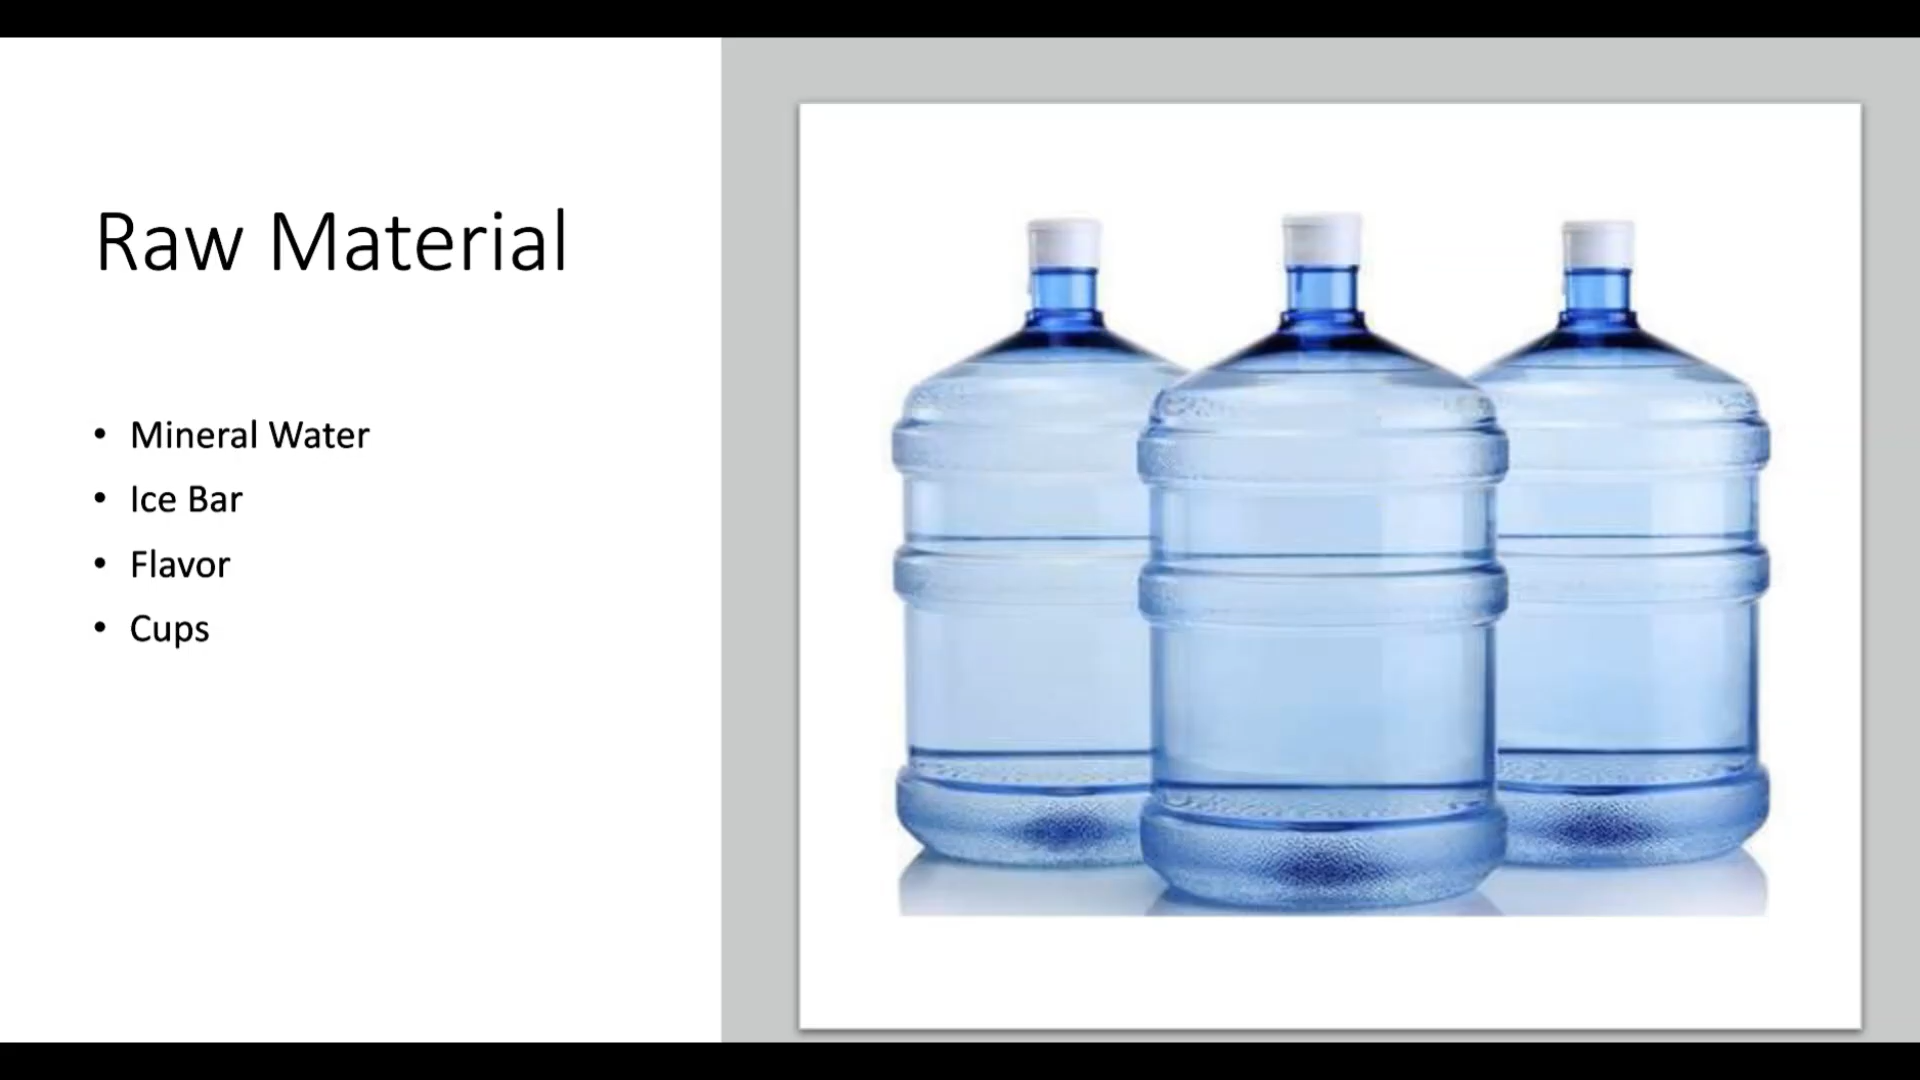 Raw Material
• Mineral Water
• Ice Bar
• Flavor
• Cups